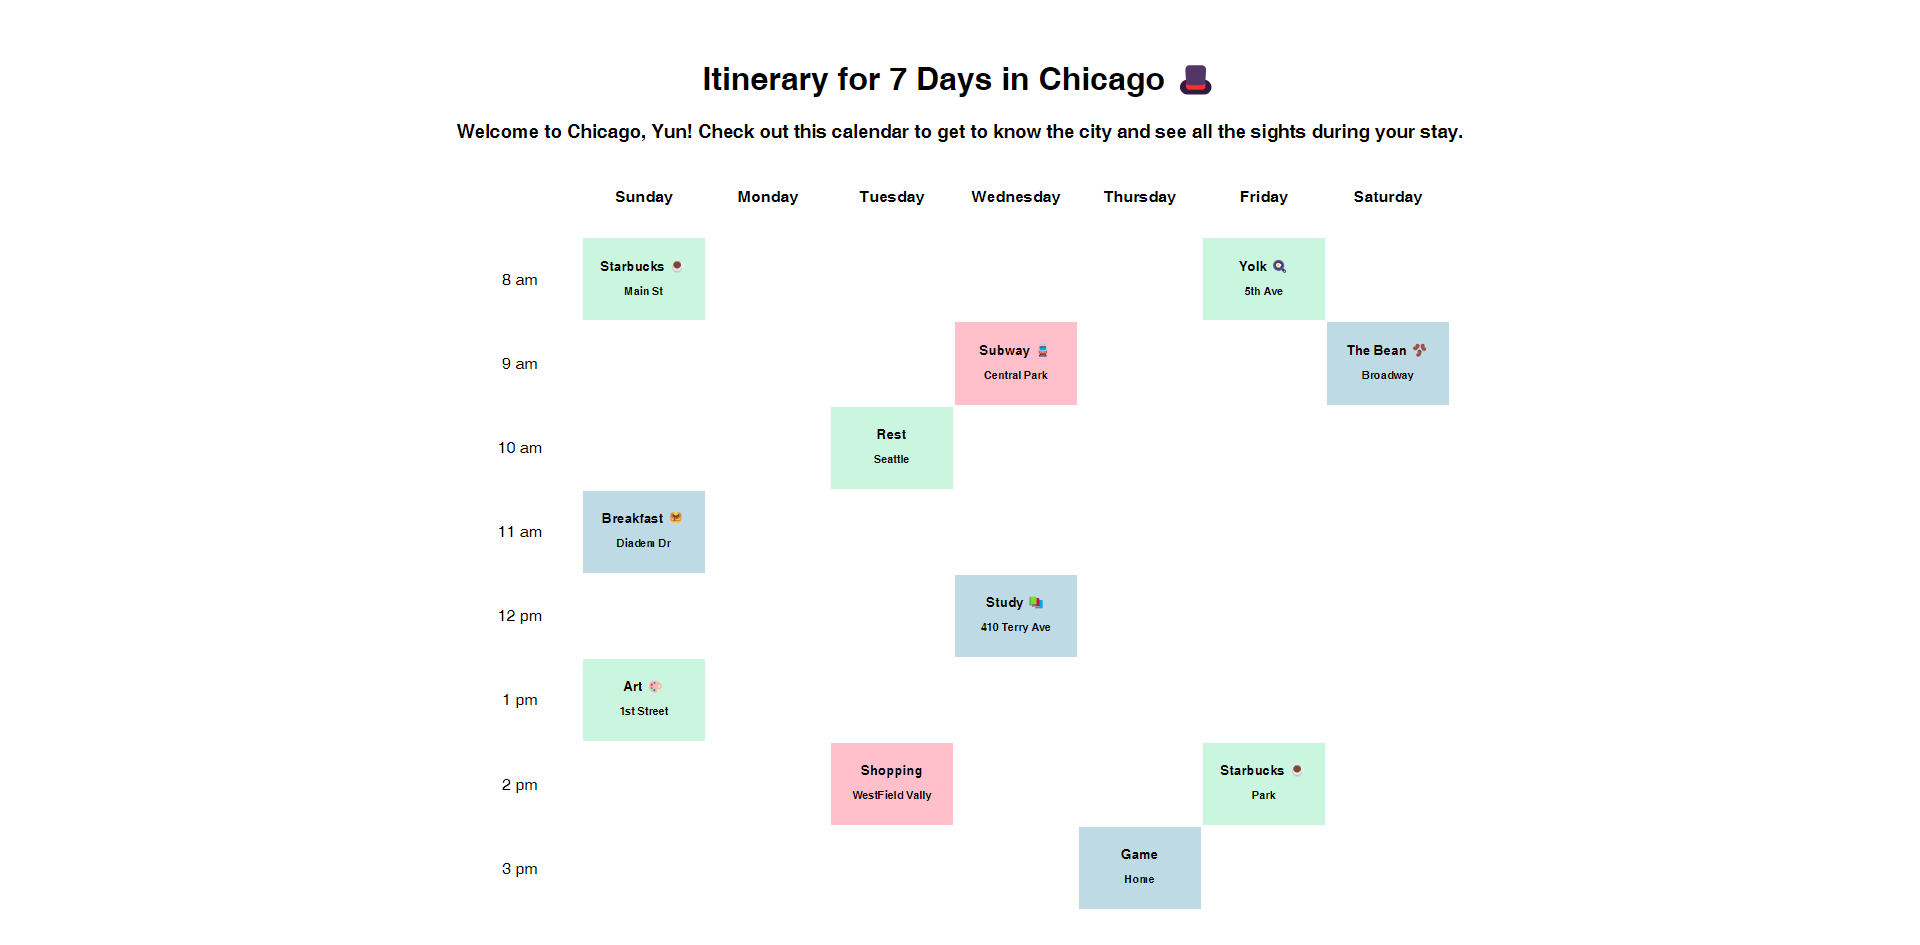 Itinerary for 7 Days in Chicago 🎩
Welcome to Chicago, Yun! Check out this calendar to get to know the city and see all the sights during your stay.
Sunday Monday Tuesday Wednesday Thursday Friday Saturday
8 am
Starbucks ☕
Main St
Yolk 🍳
5th Ave
9 am
Subway 🚊
Central Park
The Bean 🫘
Broadway
10 am
Rest
Seattle
11 am
Breakfast 🥞
Diadem Dr
12 pm
Study 📚
410 Terry Ave
1 pm
Art 🎨
1st Street
2 pm
Shopping
WestField Vally
Starbucks ☕
Park
3 pm
Game
Home